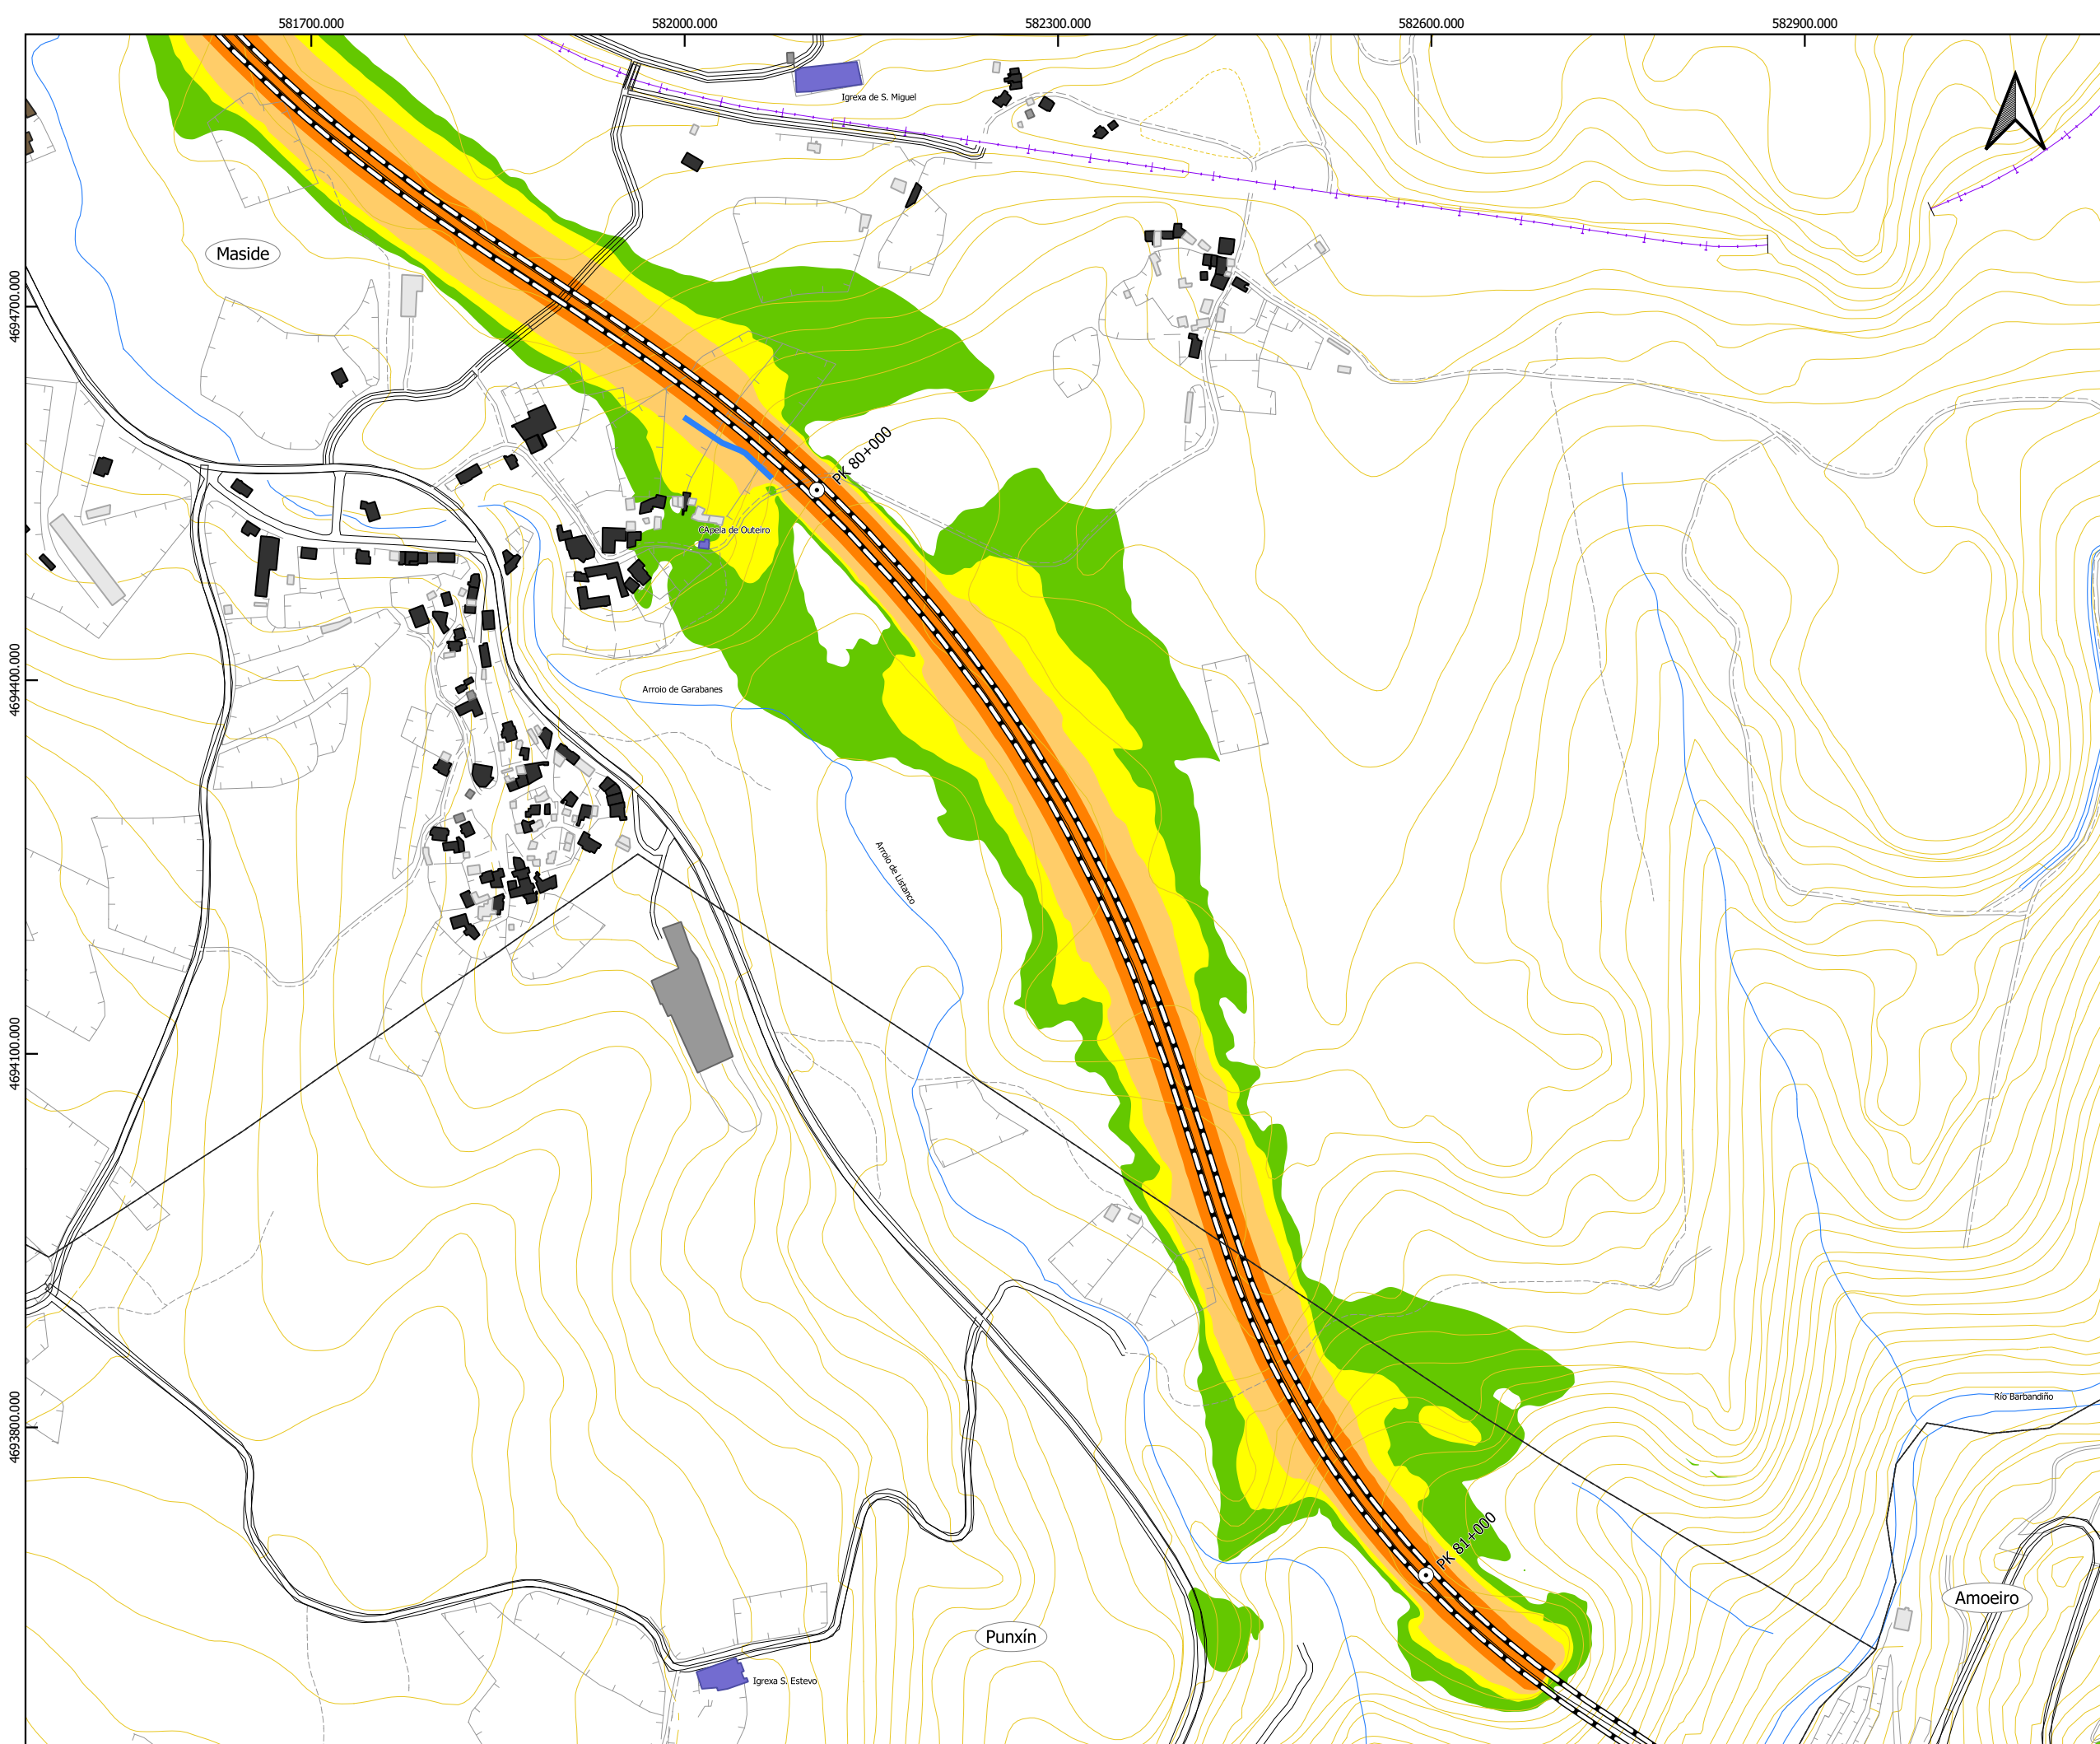 581700.000
582000.000
582300.000
582600.000
582900.000
Igrexa de S. Miguel
Maside
4694700.000
PK 80+000
CApela de Outeiro
4694400.000
Arroio de Garabanes
Arroio de Listanco
4694100.000
Río Barbandiño
4693800.000
PK 81+000
Amoeiro
Punxín
Igrexa S. Estevo